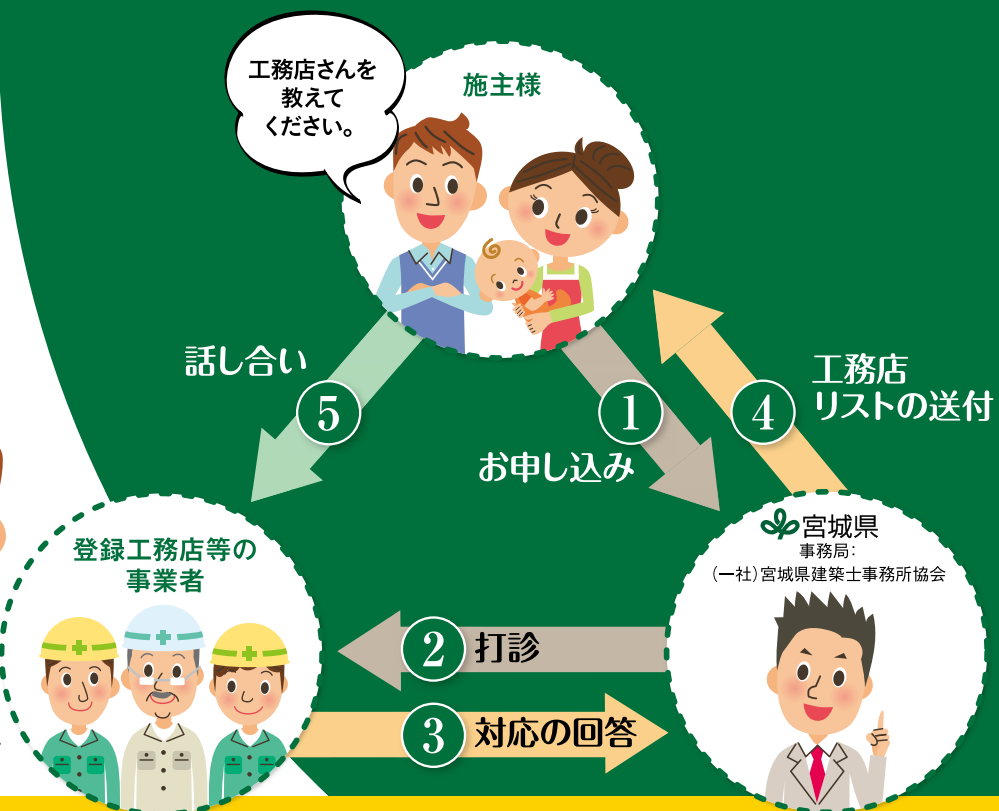 工務店さんを
教えて
ください。
施主様
話し合い
5
1
お申し込み
4
工務店
リストの送付
登録工務店等の
事業者
宮城県
事務局：
（一社）宮城県建築士事務所協会
2 打診
3 対応の回答